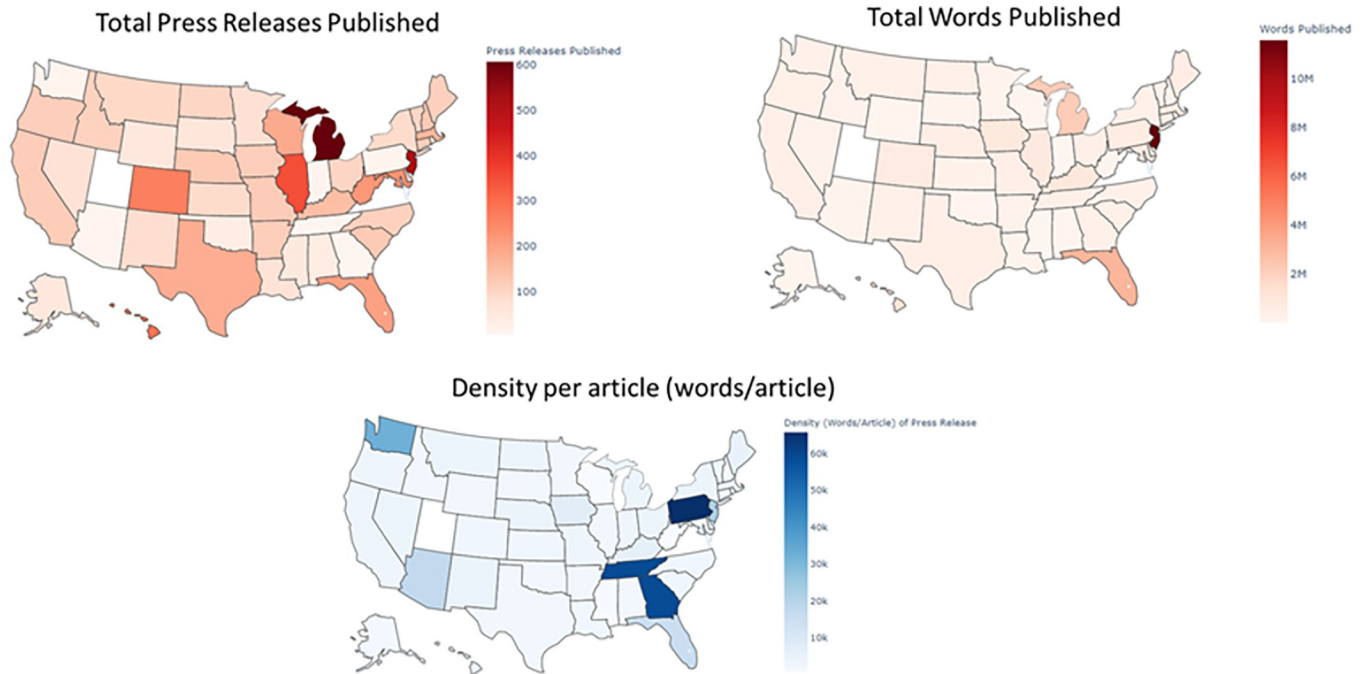 Total Press Releases Published
Press Releases Published
600
500
400
300
200
100
Total Words Published
Words Published
10M
8M
6M
4M
2M
Density per article (words/article)
Density (Words/Article) of Press Release
60k
50k
40k
30k
20k
10k